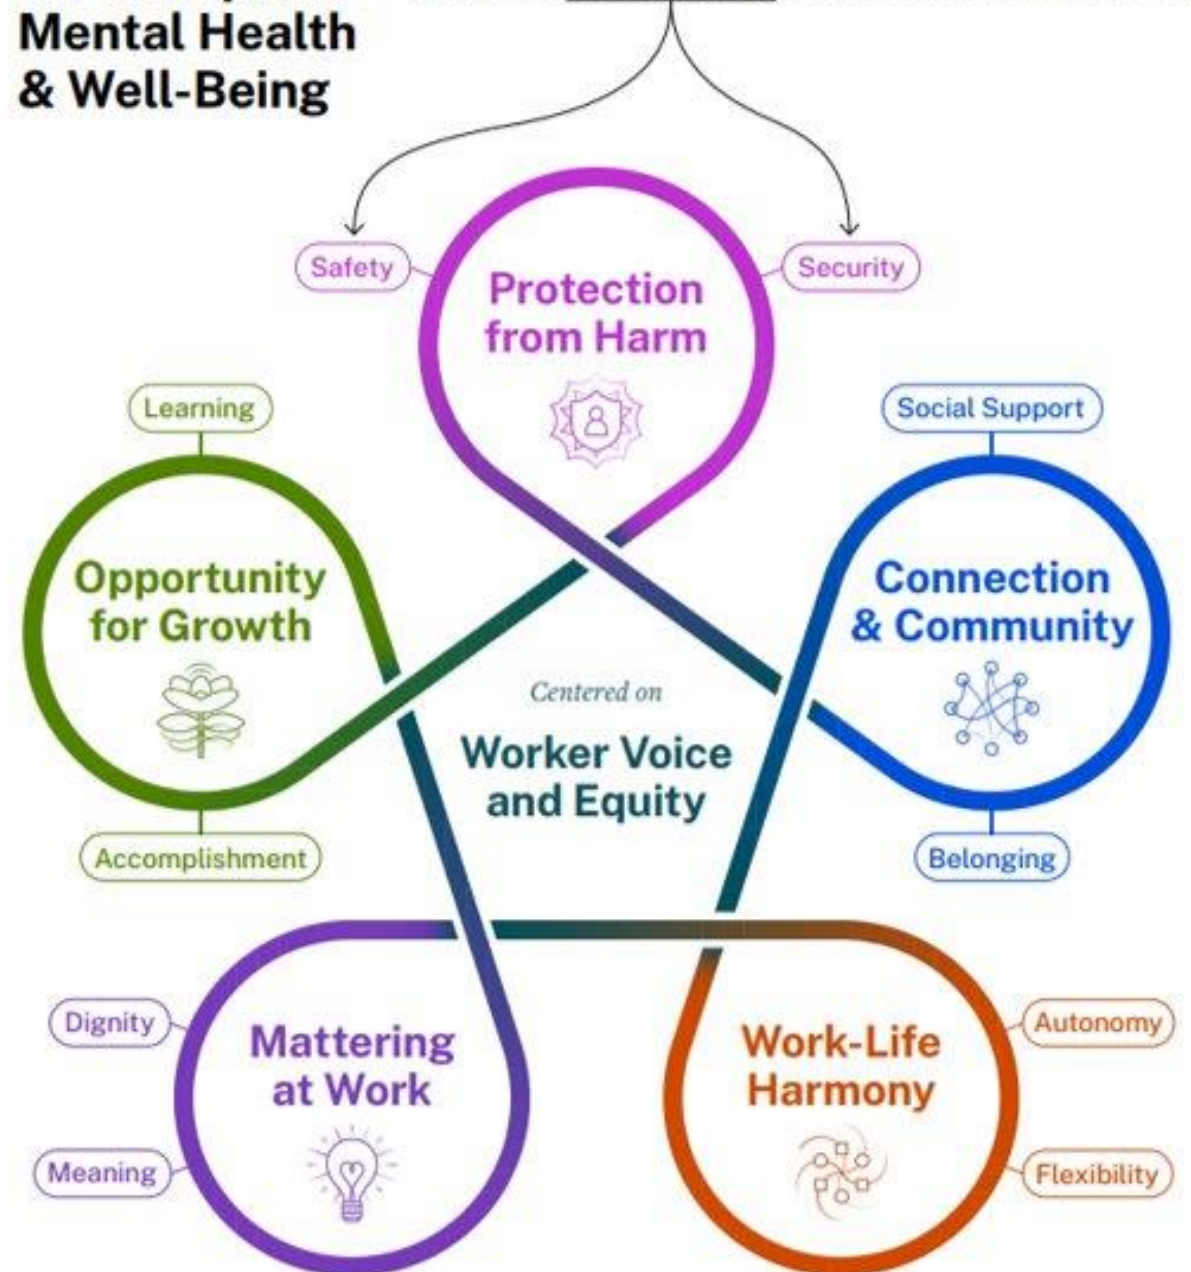 Mental Health
& Well-Being
Safety
Security
Protection
from Harm
Learning
Social Support
Opportunity
for Growth
Connection
& Community
Centered on
Worker Voice
and Equity
Accomplishment
Belonging
Dignity
Autonomy
Mattering
at Work
Work-Life
Harmony
Meaning
Flexibility